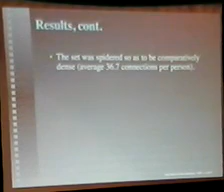 Results, cont.
• The set was spidered so as to be comparatively
dense (average 36.7 connections per person).